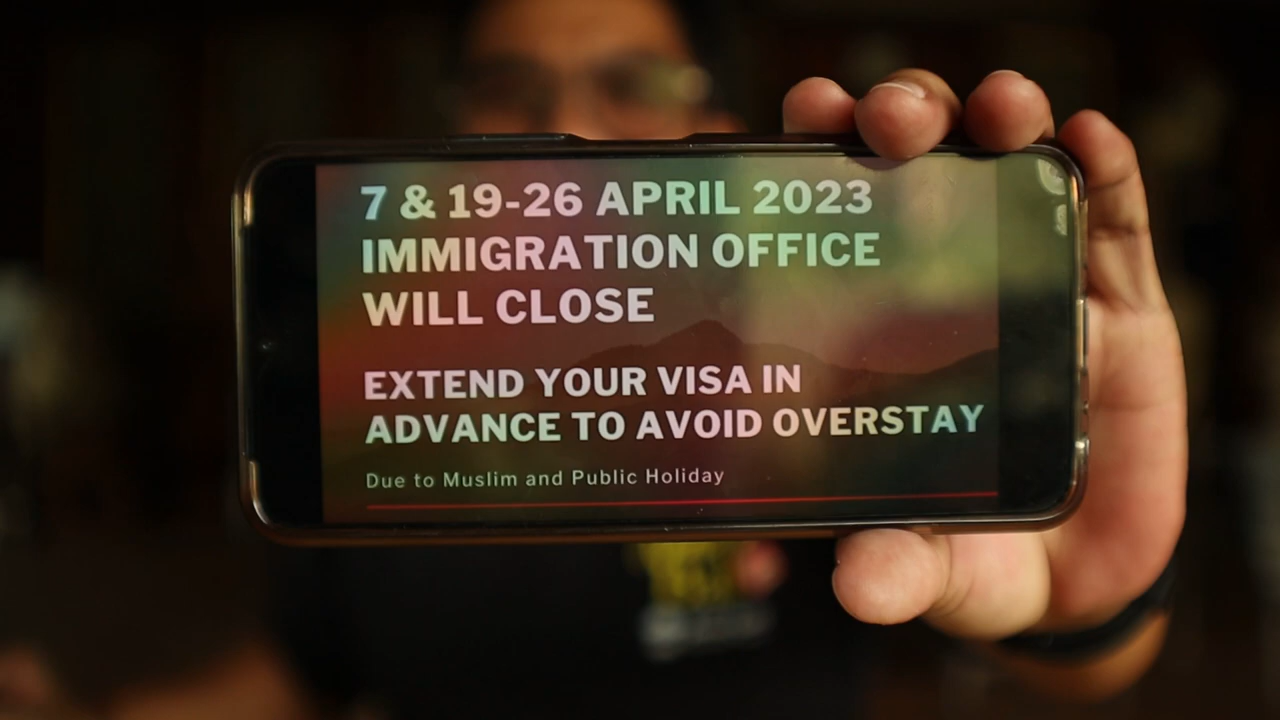 7 & 19-26 APRIL 2023
IMMIGRATION OFFICE
WILL CLOSE
EXTEND YOUR VISA IN
ADVANCE TO AVOID OVERSTAY
Due to Muslim and Public Holiday